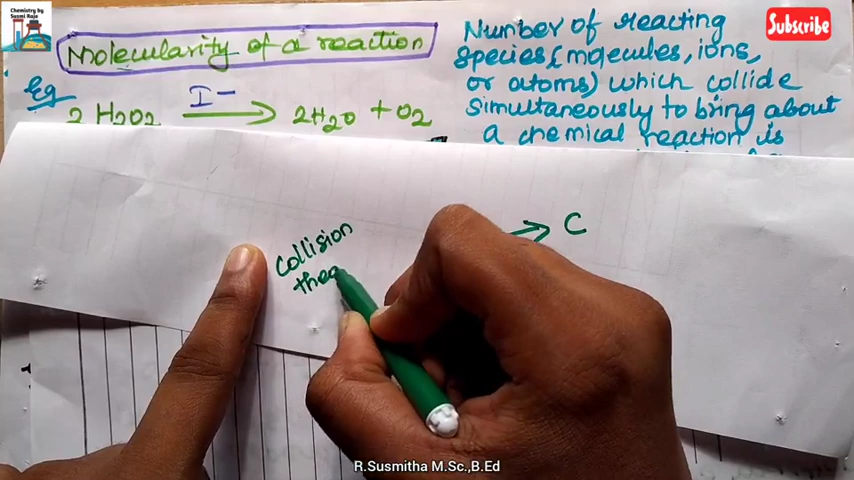 Chemistry by
Susmi Raja
Subscribe
Molecularity of a reaction
Eg
2 H2O2 I- → 2H2O + O2
Number of reacting
species (molecules, ions,
or atoms) which collide
simultaneously to bring about
a chemical reaction is
→ C
Collision
theo
R.Susmitha M.Sc.,B.Ed